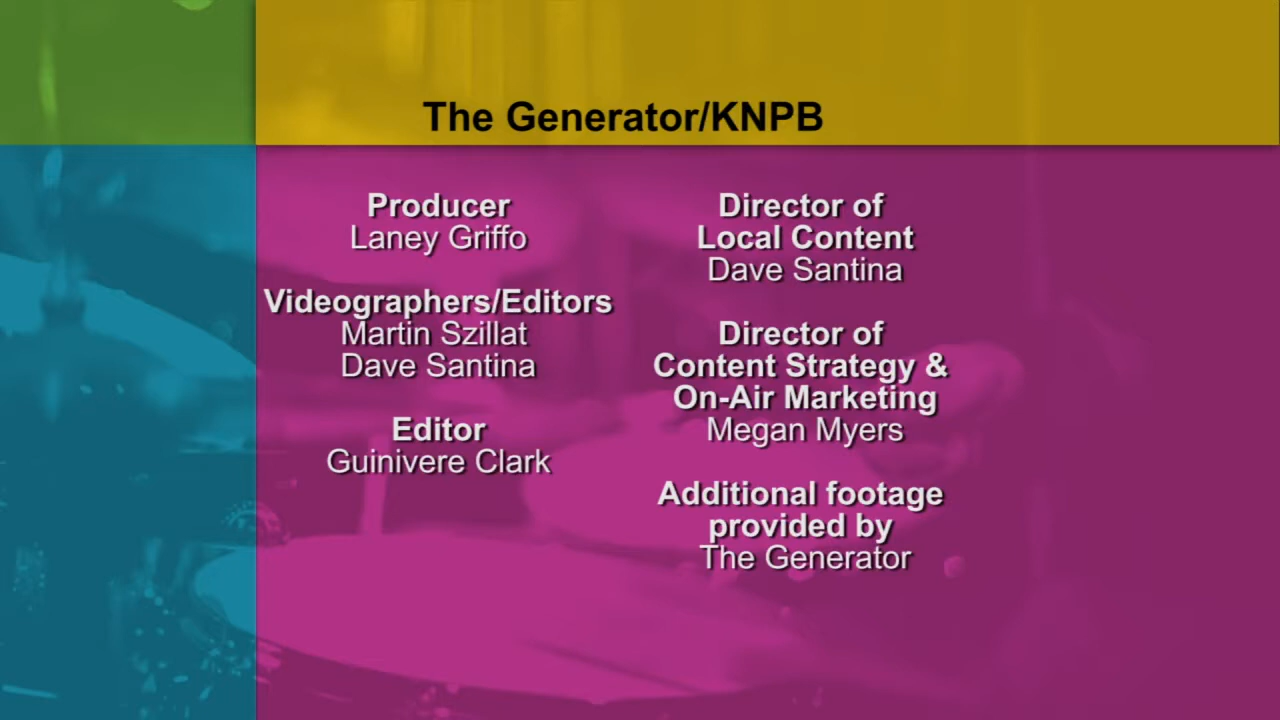 The Generator/KNPB
Producer
Laney Griffo
Videographers/Editors
Martin Szillat
Dave Santina
Editor
Guinivere Clark
Director of
Local Content
Dave Santina
Director of
Content Strategy &
On-Air Marketing
Megan Myers
Additional footage
provided by
The Generator